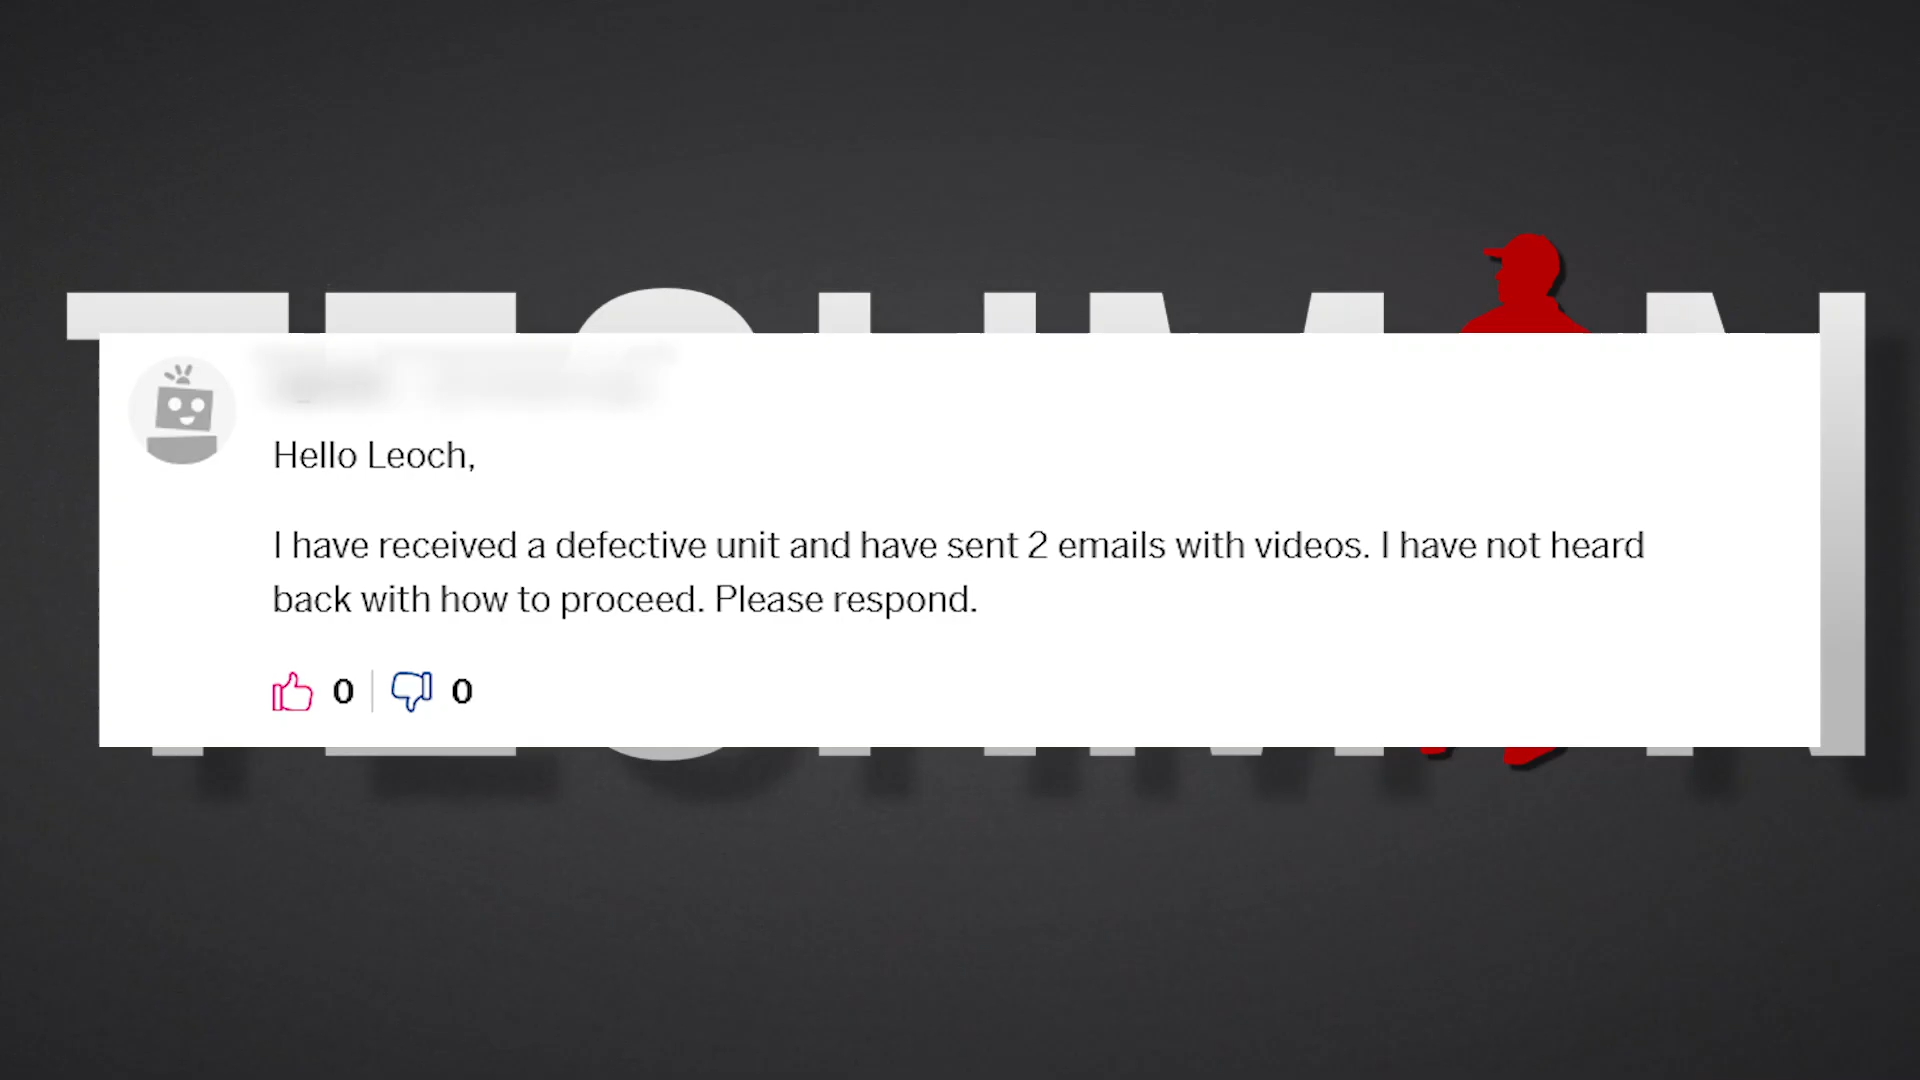 Hello Leoch,
I have received a defective unit and have sent 2 emails with videos. I have not heard
back with how to proceed. Please respond.
0 0